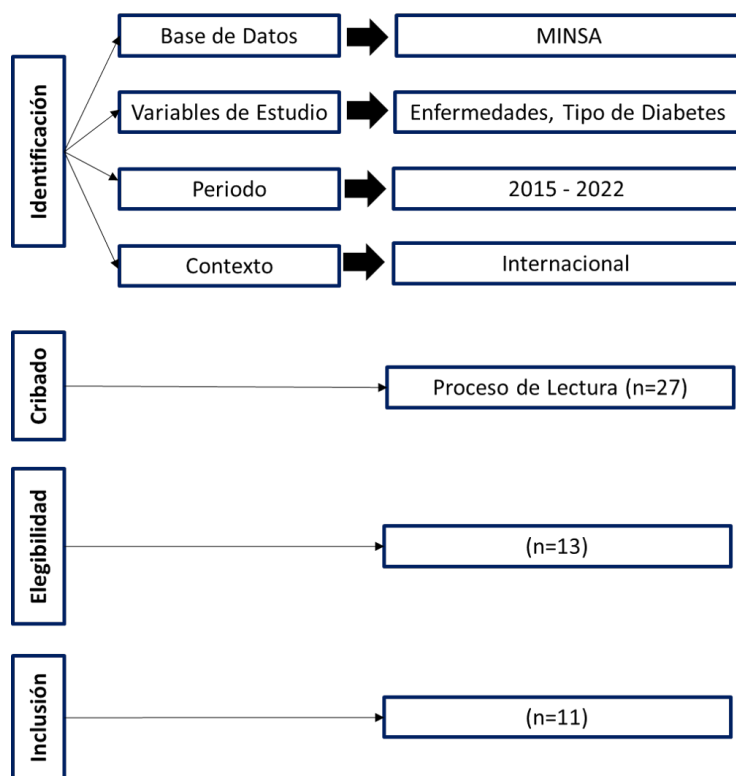 Identificación
Base de Datos
MINSA
Variables de Estudio
Enfermedades, Tipo de Diabetes
Periodo
2015 - 2022
Contexto
Internacional
Cribado
Proceso de Lectura (n=27)
Elegibilidad
(n=13)
Inclusión
(n=11)